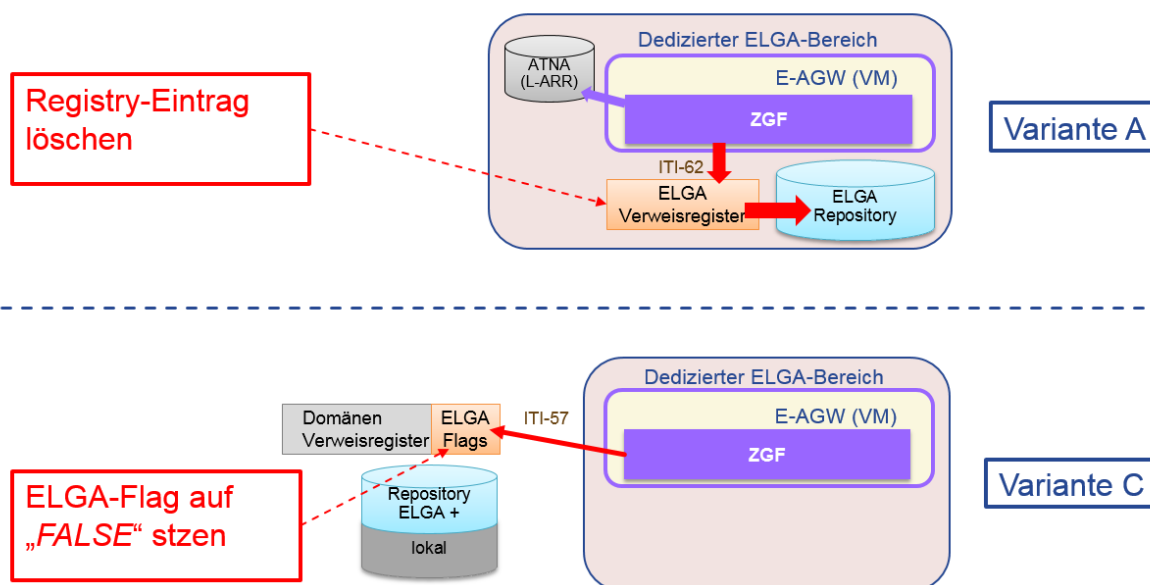 Dedizierter ELGA-Bereich
ATNA
(L-ARR)
E-AGW (VM)
ZGF
Registry-Eintrag
löschen
Variante A
ITI-62
ELGA
Verweisregister
ELGA
Repository
Dedizierter ELGA-Bereich
Domänen
Verweisregister
ELGA
Flags
ITI-57
E-AGW (VM)
ZGF
ELGA-Flag auf
„FALSE“ stzen
Repository
ELGA +
lokal
Variante C